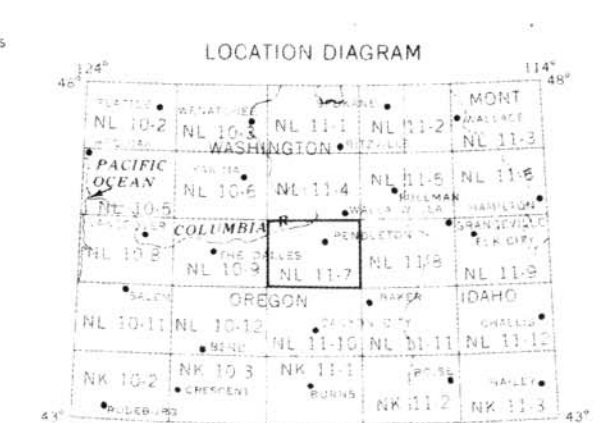 LOCATION DIAGRAM
124° 114°
48° 48°
SPOKANE MONT
WENATCHEE WALLACE
NL 10-2 NL 10-3 NL 11-1 NL 11-2 NL 11-3
WASHINGTON RITZVILLE
PACIFIC YAKIMA
OCEAN NL 10-6 NL 11-4 NL 11-5 NL 11-6
PULLMAN
NL 10-5 WALLA WALLA HAMILTON
COLUMBIA R GRANGEVILLE
PENDLETON ELK CITY
NL 10-8 THE DALLES
NL 10-9 NL 11-7 NL 11-8 NL 11-9
SALEM OREGON BAKER IDAHO
CANYON CITY CHALLIS
NL 10-11 NL 10-12 NL 11-10 NL 11-11 NL 11-12
BEND
NK 10-3 NK 11-1 BOISE
NK 10-2 CRESCENT BURNS HAILEY
NK 11-2 NK 11-3
43° ROSEBURG 43°